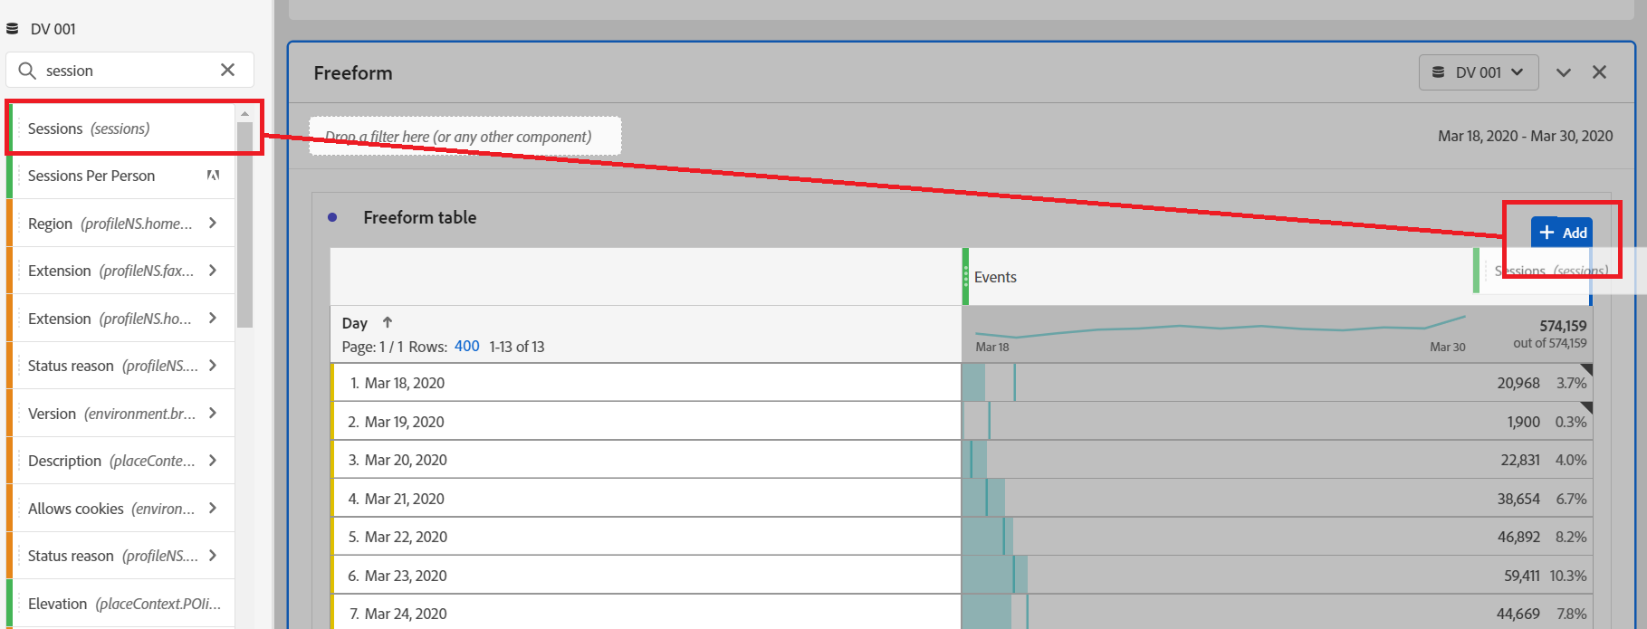 DV 001
session
Sessions (sessions)
Sessions Per Person
Region (profileNS.home...
Extension (profileNS.fax...
Extension (profileNS.ho...
Status reason (profileNS....
Version (environment.br...
Description (placeConte...
Allows cookies (environ...
Status reason (profileNS....
Elevation (placeContext.POIi...
Freeform
DV 001
Drop a filter here (or any other component)
Mar 18, 2020 - Mar 30, 2020
Freeform table
+ Add
Events
Sessions (sessions)
Day ↑
Page: 1 / 1 Rows: 400 1-13 of 13
Mar 18
Mar 30
574,159
out of 574,159
1. Mar 18, 2020 20,968 3.7%
2. Mar 19, 2020 1,900 0.3%
3. Mar 20, 2020 22,831 4.0%
4. Mar 21, 2020 38,654 6.7%
5. Mar 22, 2020 46,892 8.2%
6. Mar 23, 2020 59,411 10.3%
7. Mar 24, 2020 44,669 7.8%